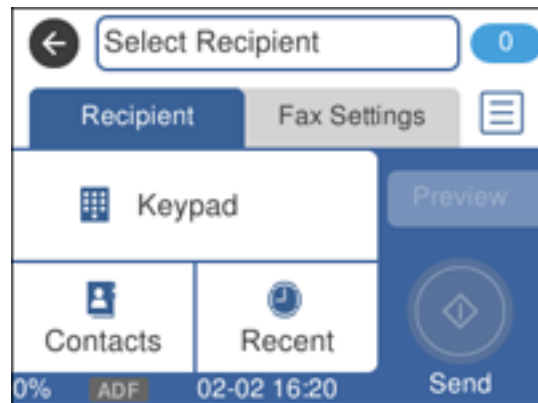 Select Recipient 0
Recipient Fax Settings
Keypad Preview
Contacts Recent
0% ADF 02-02 16:20 Send